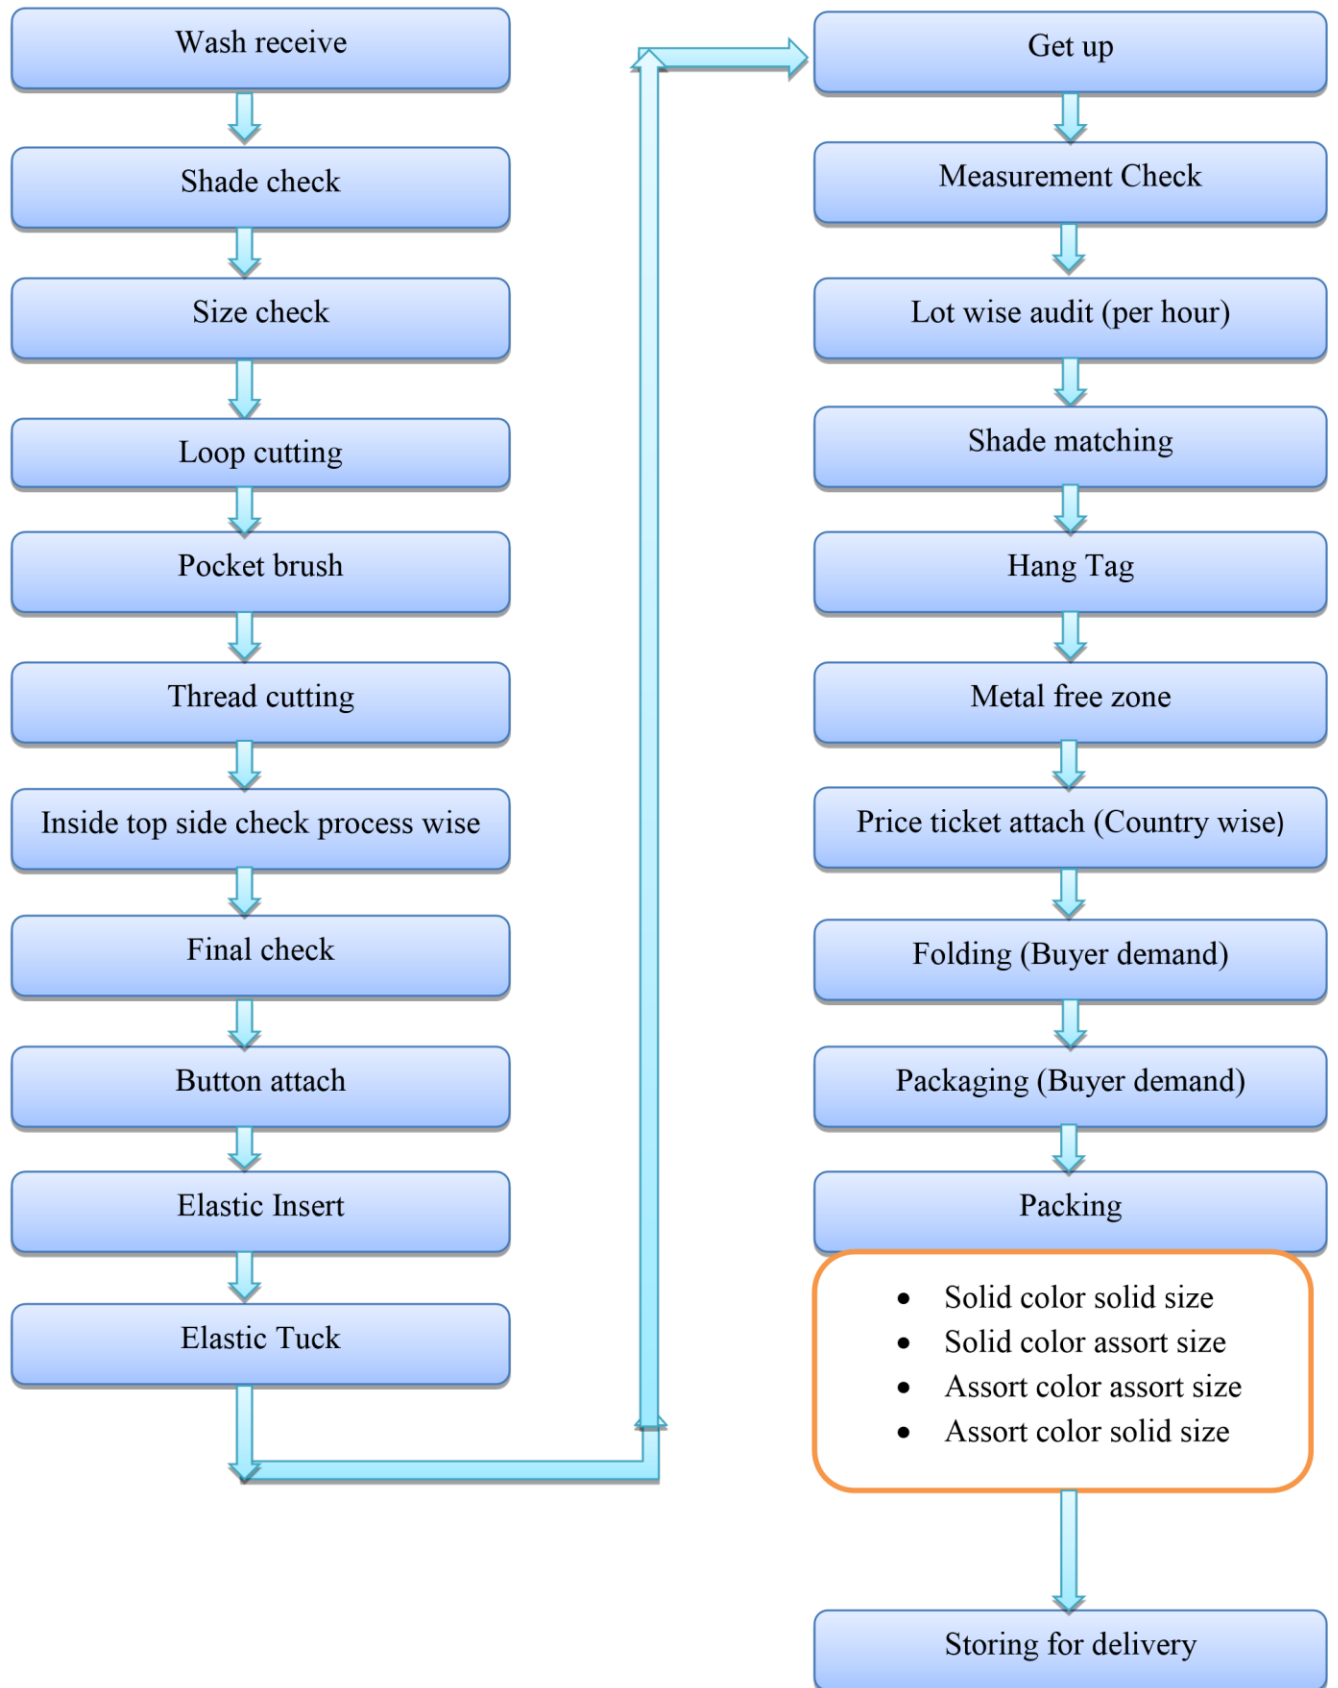 Wash receive
Shade check
Size check
Loop cutting
Pocket brush
Thread cutting
Inside top side check process wise
Final check
Button attach
Elastic Insert
Elastic Tuck
Get up
Measurement Check
Lot wise audit (per hour)
Shade matching
Hang Tag
Metal free zone
Price ticket attach (Country wise)
Folding (Buyer demand)
Packaging (Buyer demand)
Packing
• Solid color solid size
• Solid color assort size
• Assort color assort size
• Assort color solid size
Storing for delivery